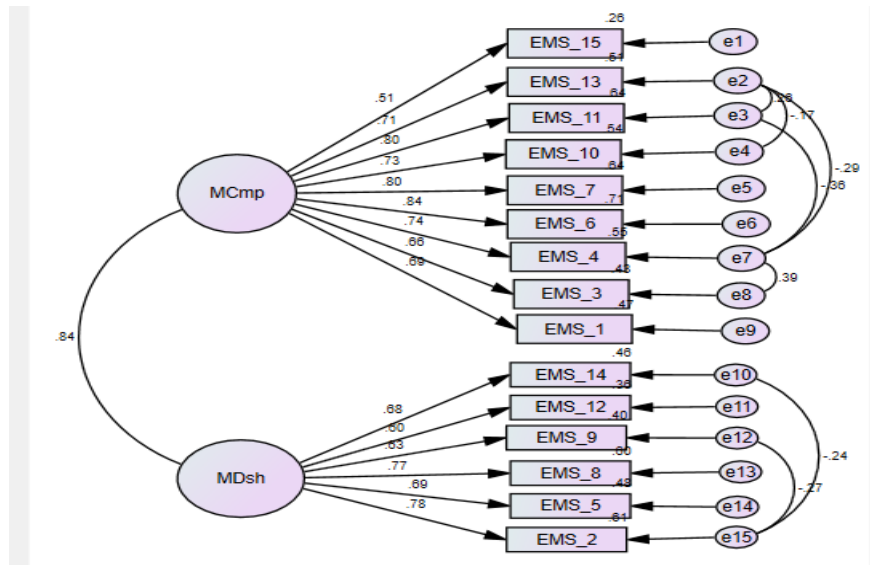 .26
EMS_15
e1
.51
.51
EMS_13
e2
.71
.64
.26
EMS_11
e3
-.17
.80
.54
EMS_10
e4
.73
.64
-.29
MCmp
.80
EMS_7
e5
-.36
.71
.84
EMS_6
e6
.55
.74
EMS_4
e7
.66
.43
.39
EMS_3
e8
.69
.47
EMS_1
e9
.84
.46
EMS_14
e10
.68
.36
EMS_12
e11
.60
.40
EMS_9
e12
.63
.60
-.24
MDsh
.77
EMS_8
e13
.48
-.27
.69
EMS_5
e14
.78
.61
EMS_2
e15